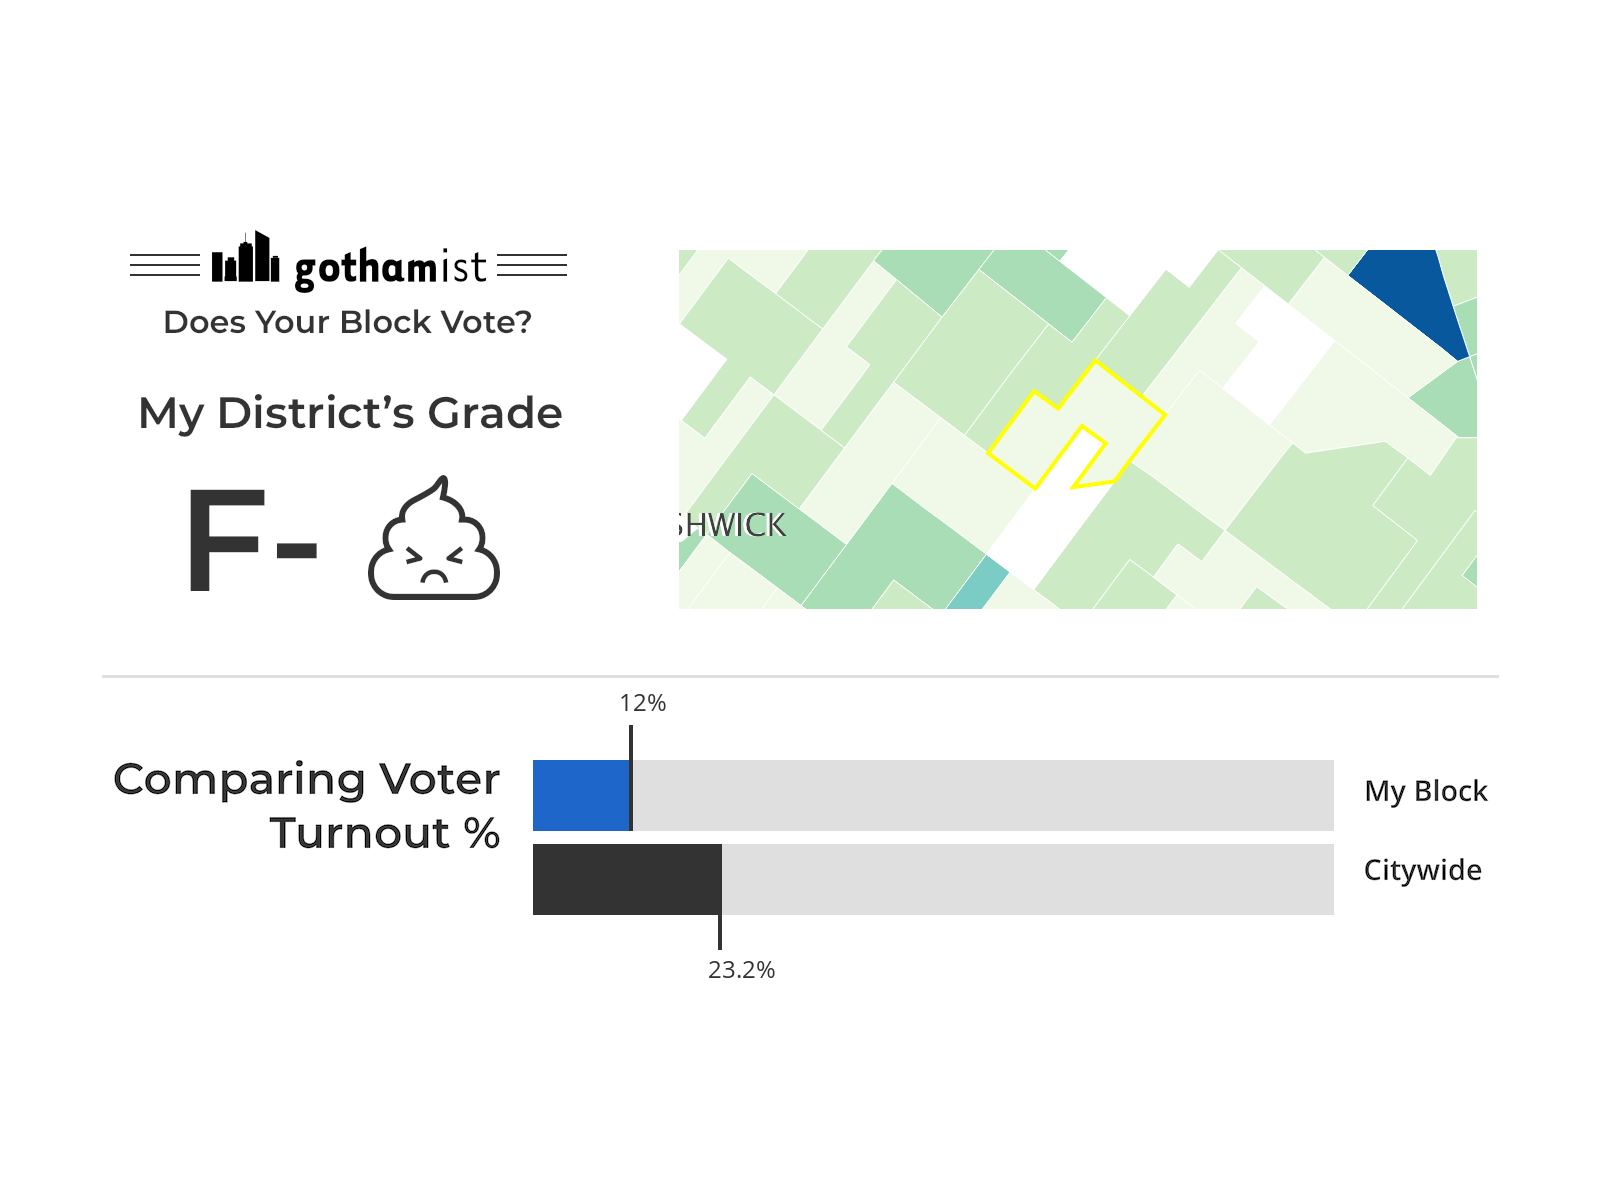 gothamist
Does Your Block Vote?
My District's Grade
F-
SHWICK
12%
Comparing Voter
Turnout %
My Block
Citywide
23.2%